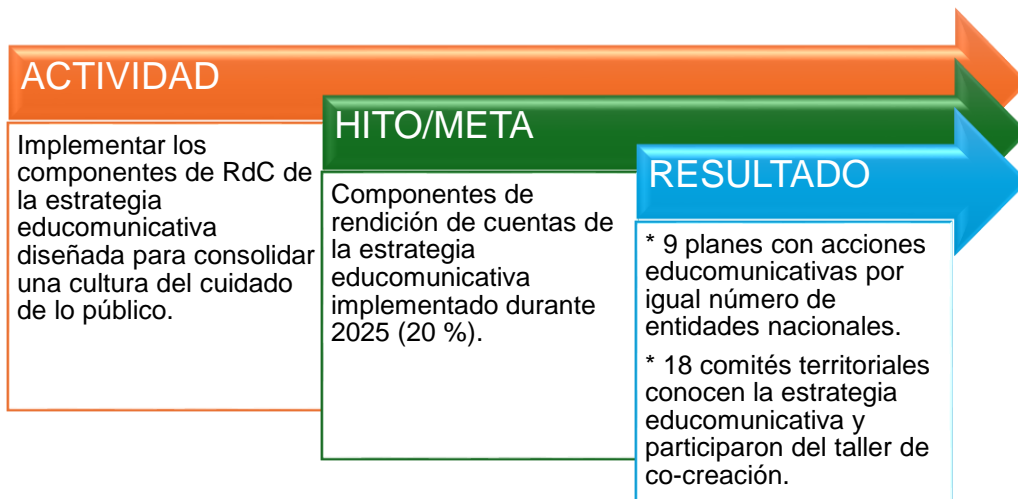 ACTIVIDAD
Implementar los
componentes de RdC de
la estrategia
educomunicativa
diseñada para consolidar
una cultura del cuidado
de lo público.
HITO/META
Componentes de
rendición de cuentas de
la estrategia
educomunicativa
implementado durante
2025 (20 %).
RESULTADO
* 9 planes con acciones
educomunicativas por
igual número de
entidades nacionales.
* 18 comités territoriales
conocen la estrategia
educomunicativa y
participaron del taller de
co-creación.